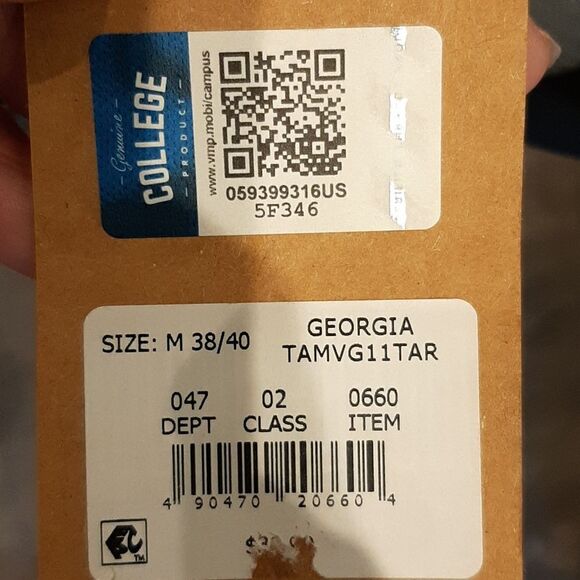 - Genuine -
COLLEGE
- PRODUCT -
www.vmp.mobi/campus
059399316US
5F346
SIZE: M 38/40
GEORGIA
TAMVG11TAR
047 02 0660
DEPT CLASS ITEM
4 90470 20660 4
TM